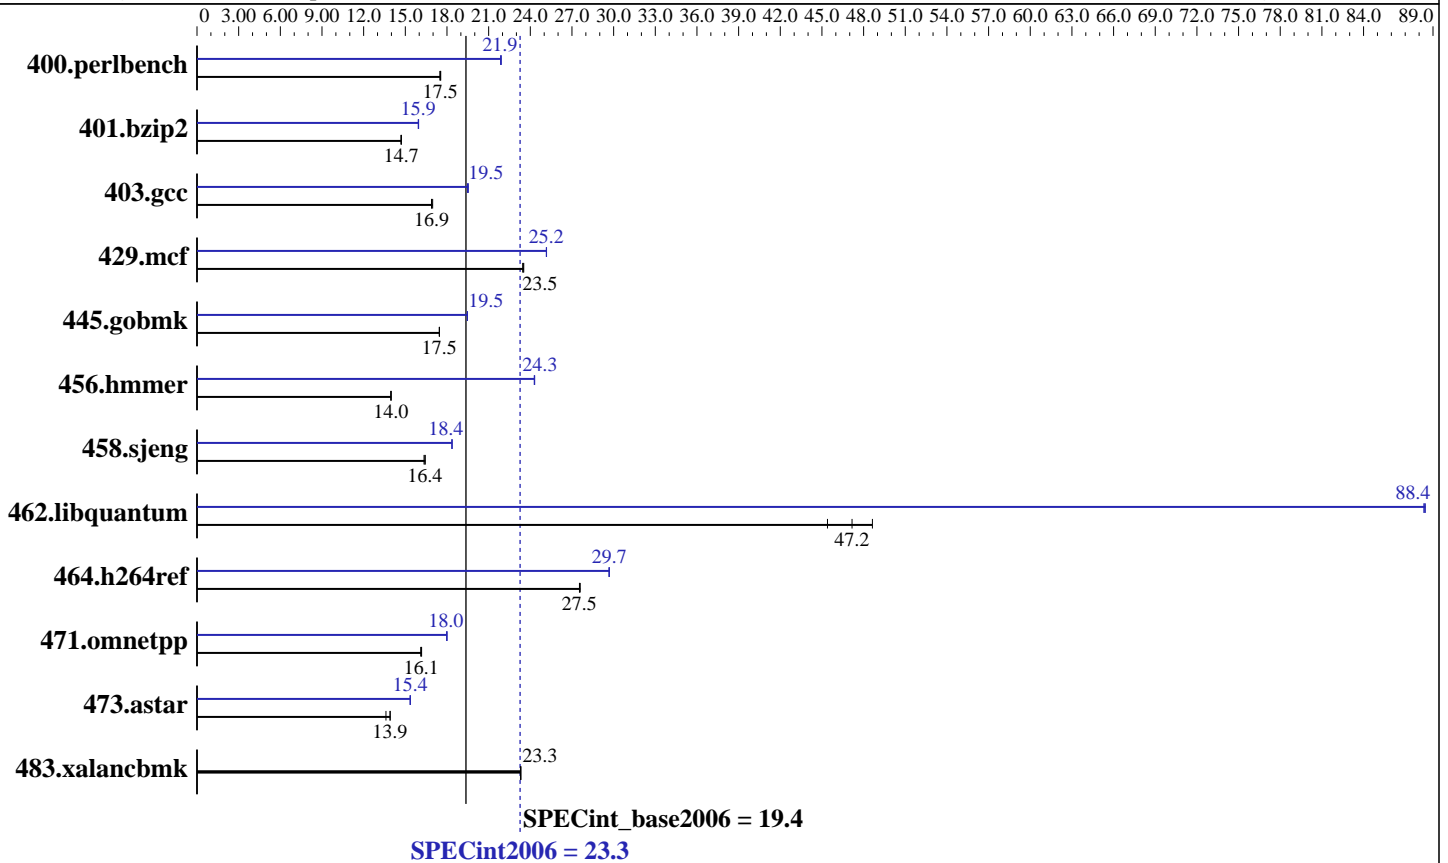 0 3.00 6.00 9.00 12.0 15.0 18.0 21.0 24.0 27.0 30.0 33.0 36.0 39.0 42.0 45.0 48.0 51.0 54.0 57.0 60.0 63.0 66.0 69.0 72.0 75.0 78.0 81.0 84.0 89.0
21.9
400.perlbench
17.5
15.9
401.bzip2
14.7
19.5
403.gcc
16.9
25.2
429.mcf
23.5
19.5
445.gobmk
17.5
24.3
456.hmmer
14.0
18.4
458.sjeng
16.4
88.4
462.libquantum
47.2
29.7
464.h264ref
27.5
18.0
471.omnetpp
16.1
15.4
473.astar
13.9
23.3
483.xalancbmk
SPECint_base2006 = 19.4
SPECint2006 = 23.3